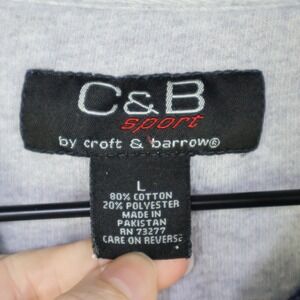 C&B
sport
by croft & barrow®
L
80% COTTON
20% POLYESTER
MADE IN
PAKISTAN
RN 73277
CARE ON REVERSE